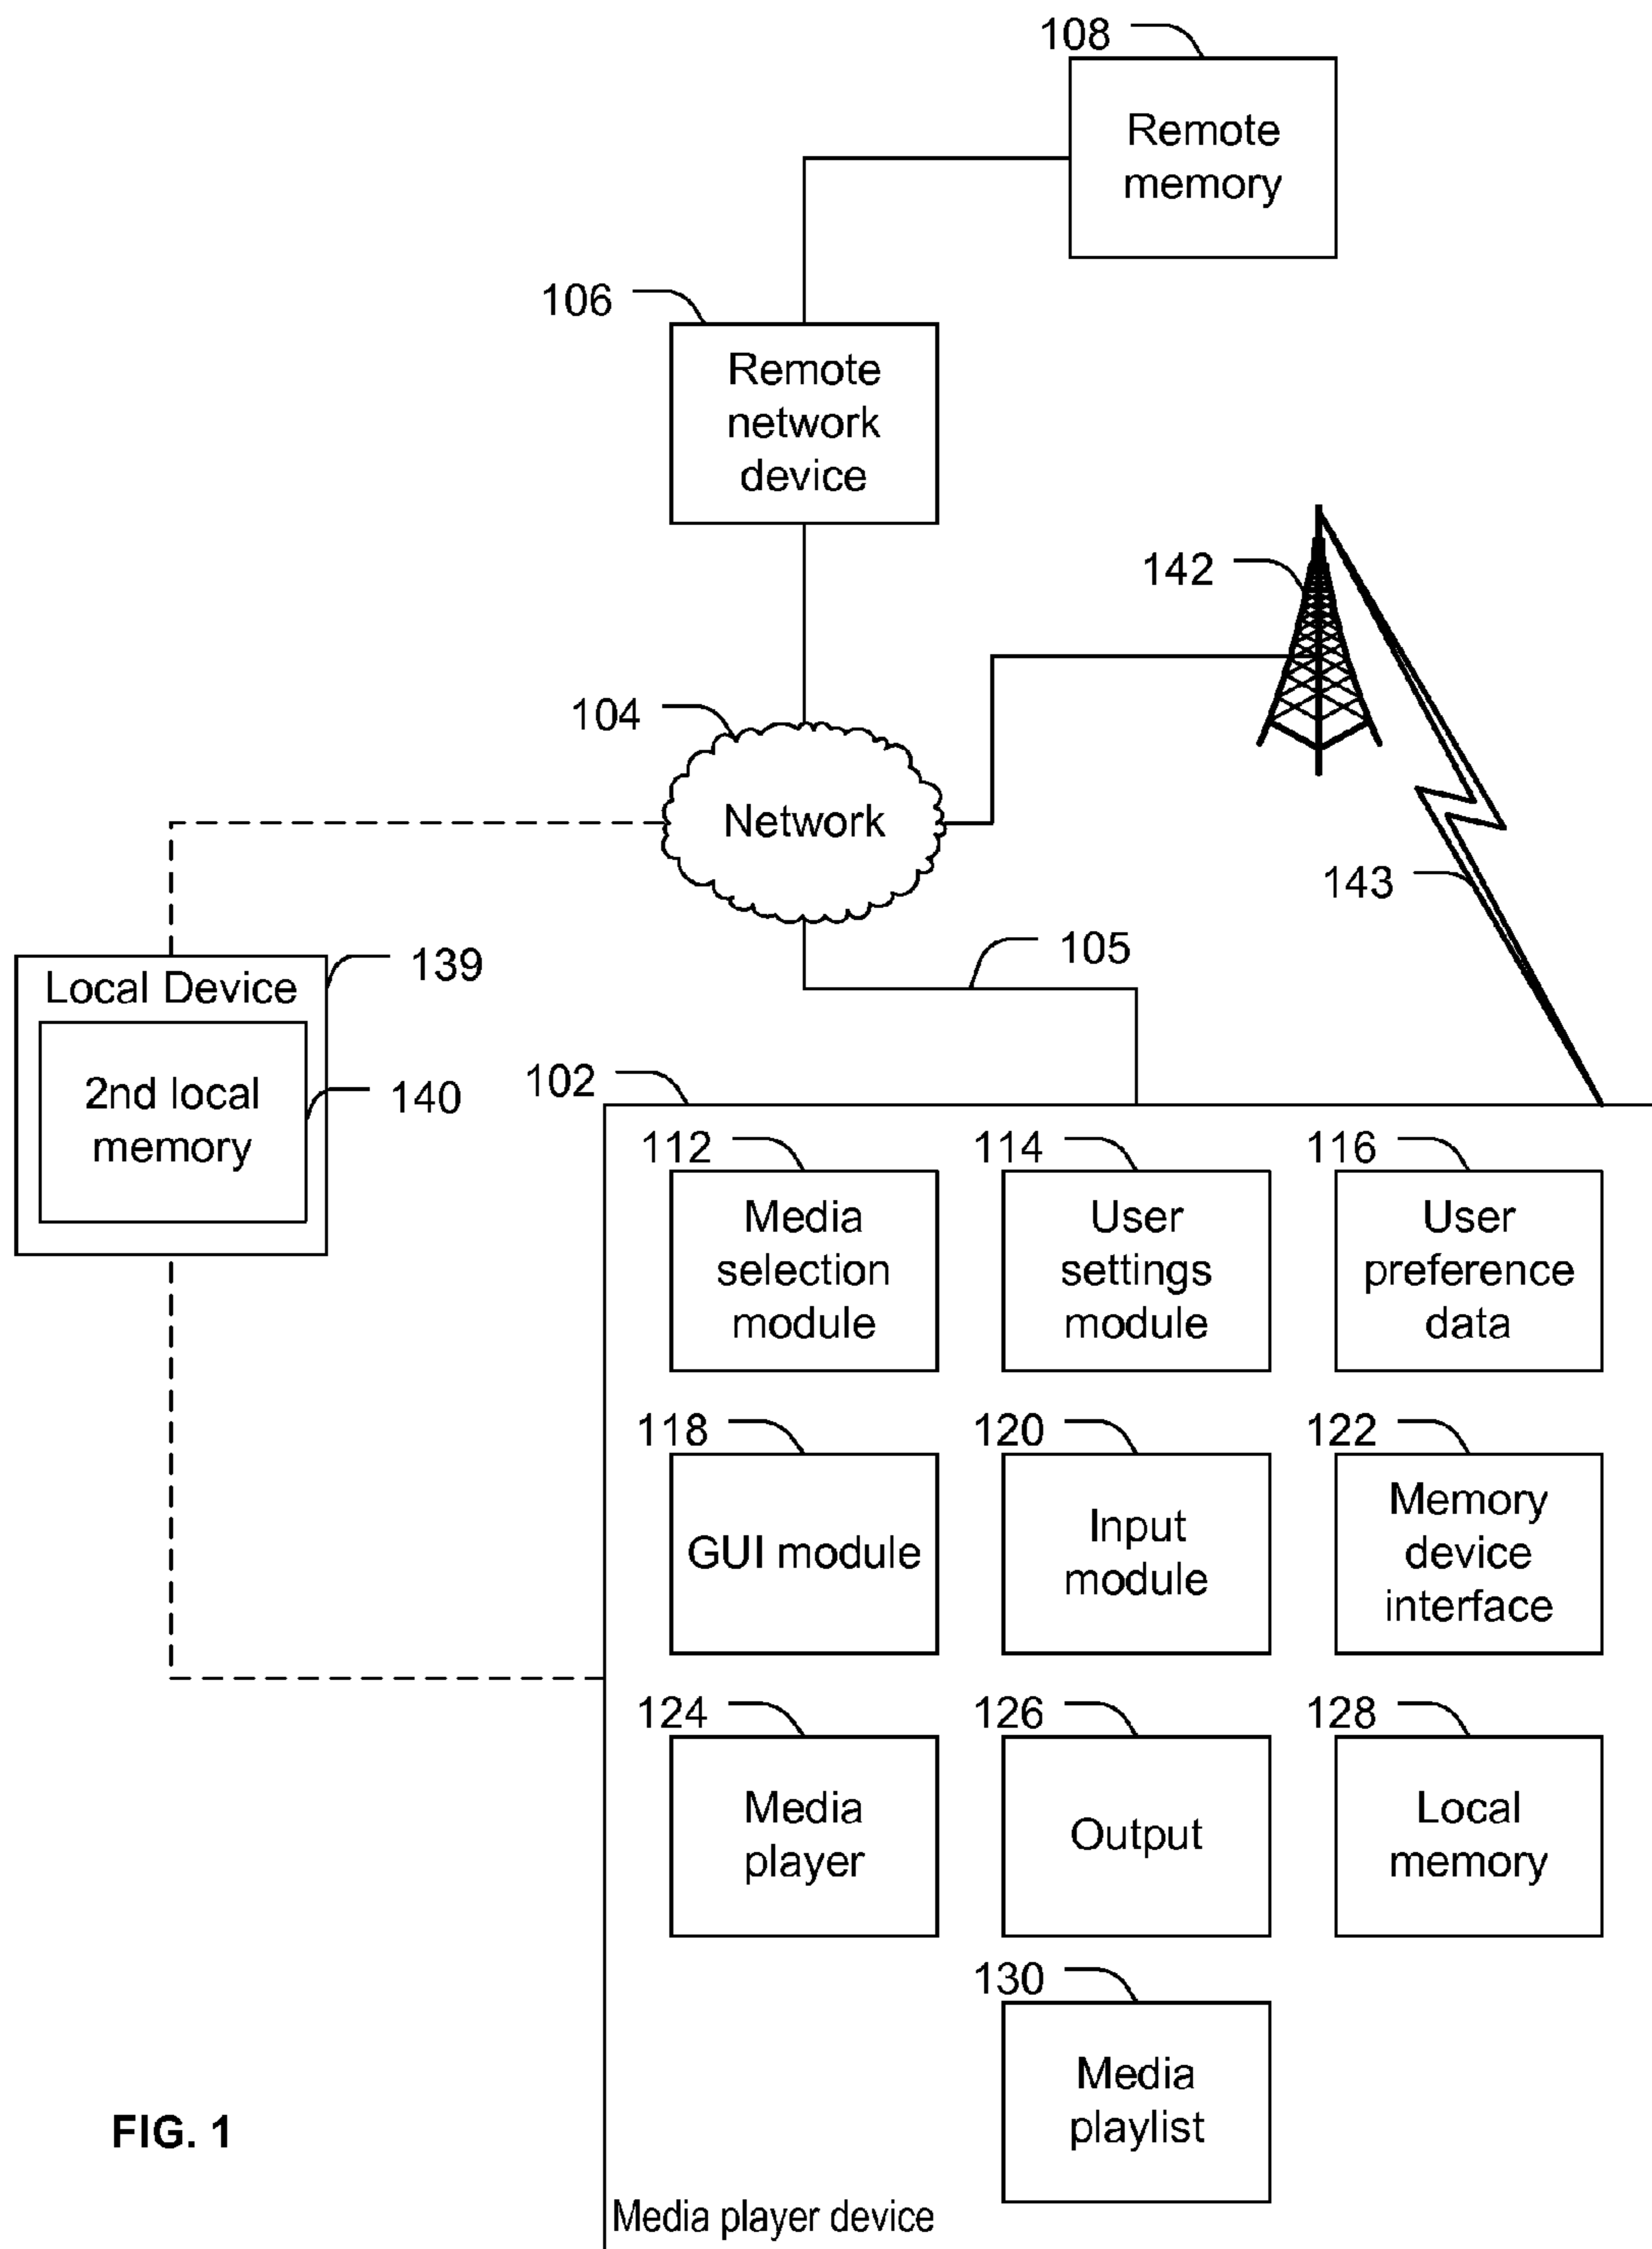 108
Remote
memory
106
Remote
network
device
142
104
Network
143
105
139
Local Device
2nd local
memory
140
102
112
114
116
Media
selection
module
User
settings
module
User
preference
data
118
120
122
GUI module
Input
module
Memory
device
interface
124
126
128
Media
player
Output
Local
memory
130
Media
playlist
FIG. 1
Media player device